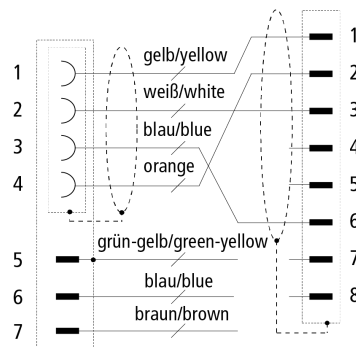 gelb/yellow
weiß/white
blau/blue
orange
grün-gelb/green-yellow
blau/blue
braun/brown
1
2
3
4
5
6
7
1
2
3
4
5
6
7
8